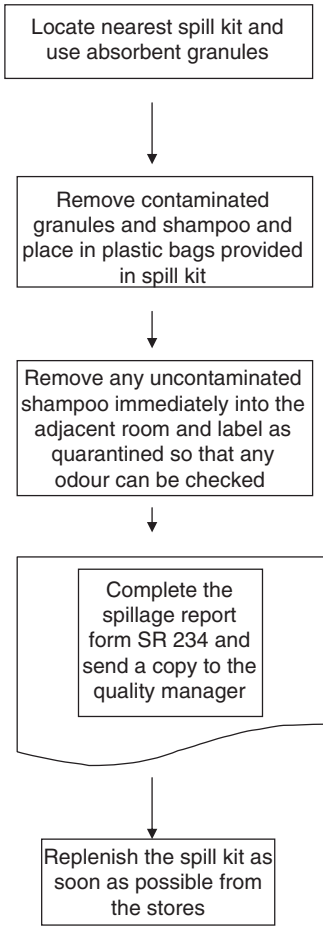 Locate nearest spill kit and
use absorbent granules
Remove contaminated
granules and shampoo and
place in plastic bags provided
in spill kit
Remove any uncontaminated
shampoo immediately into the
adjacent room and label as
quarantined so that any
odour can be checked
Complete the
spillage report
form SR 234 and
send a copy to the
quality manager
Replenish the spill kit as
soon as possible from
the stores